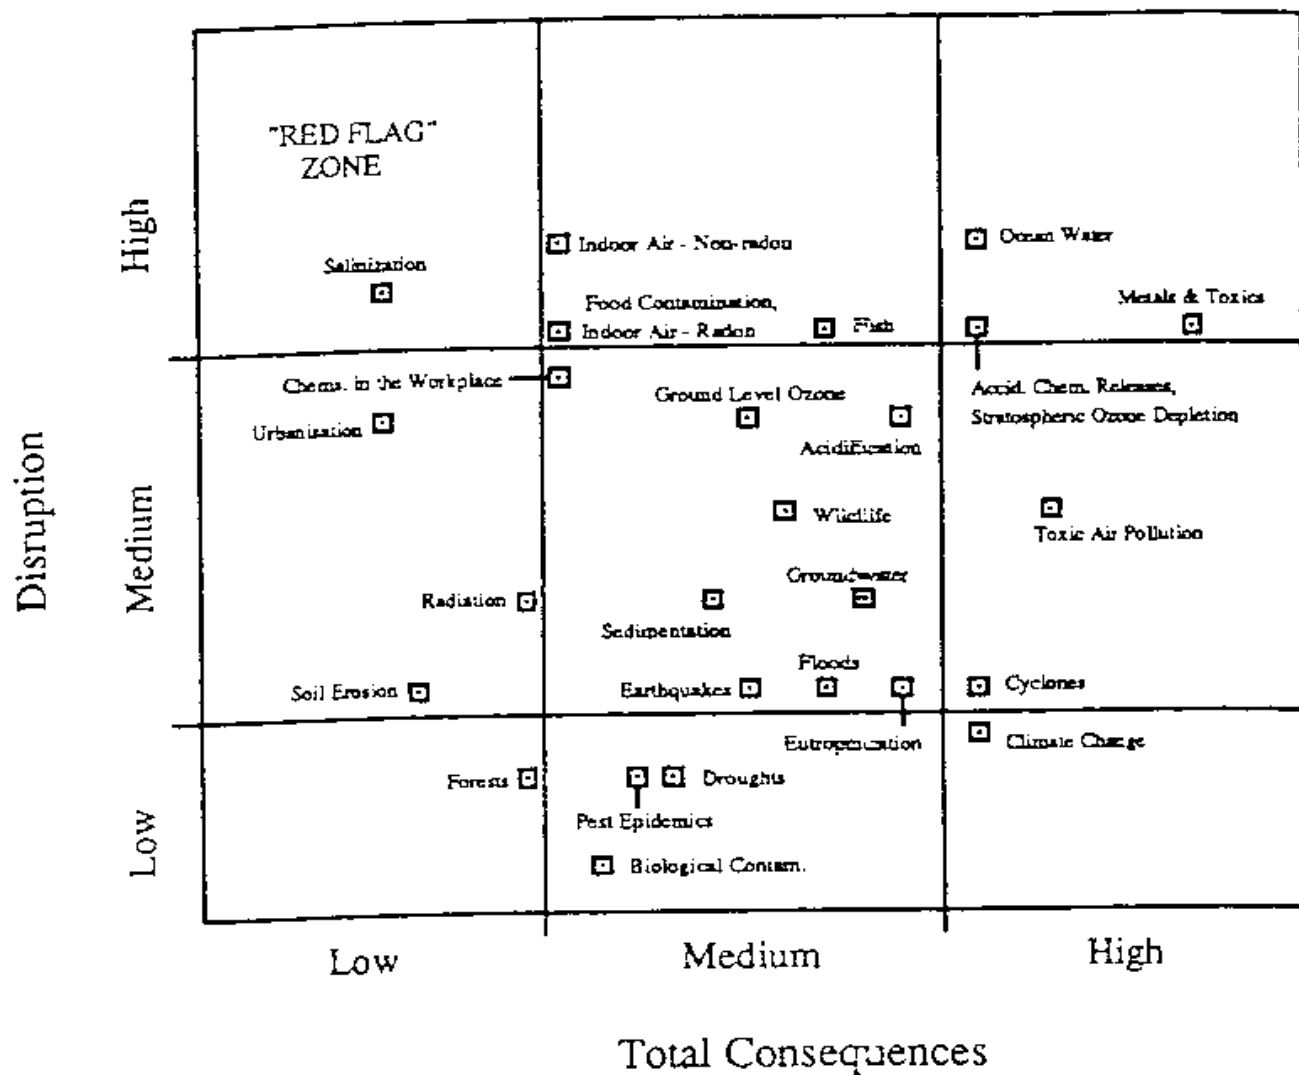 "RED FLAG"
ZONE
High
Salinization
Indoor Air - Non-radon
Ocean Water
Food Contamination,
Indoor Air - Radon
Fish
Metals & Toxics
Chems. in the Workplace
Accid. Chem. Releases,
Stratospheric Ozone Depletion
Urbanisation
Ground Level Ozone
Acidification
Disruption
Medium
Wildlife
Toxic Air Pollution
Groundwater
Radiation
Sedimentation
Floods
Soil Erosion
Earthquakes
Cyclones
Eutrophication
Climate Change
Low
Forests
Droughts
Pest Epidemics
Biological Contam.
Low
Medium
High
Total Consequences